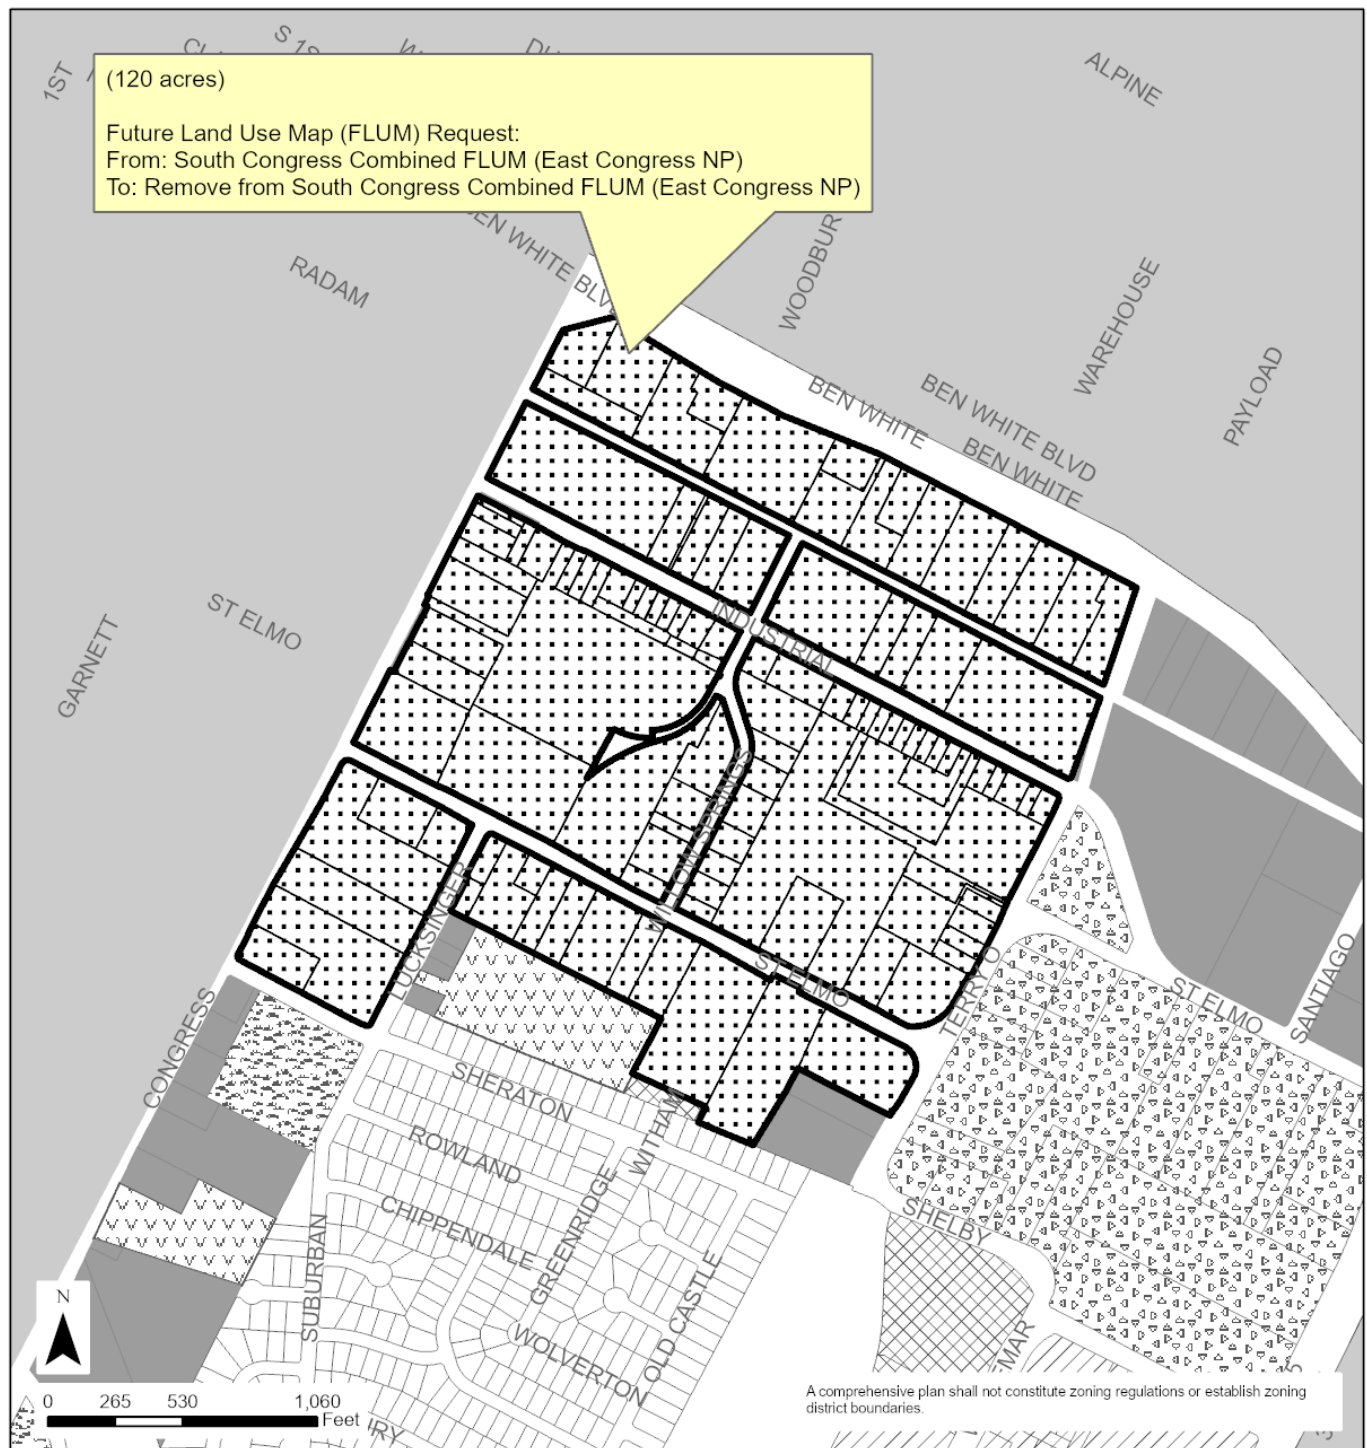 ALPINE
1ST
(120 acres)
Future Land Use Map (FLUM) Request:
From: South Congress Combined FLUM (East Congress NP)
To: Remove from South Congress Combined FLUM (East Congress NP)
RADAM
WAREHOUSE
PAYLOAD
BEN WHITE
BEN WHITE BLVD
BEN WHITE
GARNETT
ST ELMO
INDUSTRIAL
WILLOW SPRINGS
LUCKSINGER
ST ELMO
TERRY O
ST ELMO
SANTIAGO
CONGRESS
SHERATON
WITHAM
ROWLAND
CHIPPENDALE
GREENRIDGE
SHELBY
SUBURBAN
OLD CASTLE
WOLVERTON
N
0 265 530 1,060
Feet
A comprehensive plan shall not constitute zoning regulations or establish zoning
district boundaries.